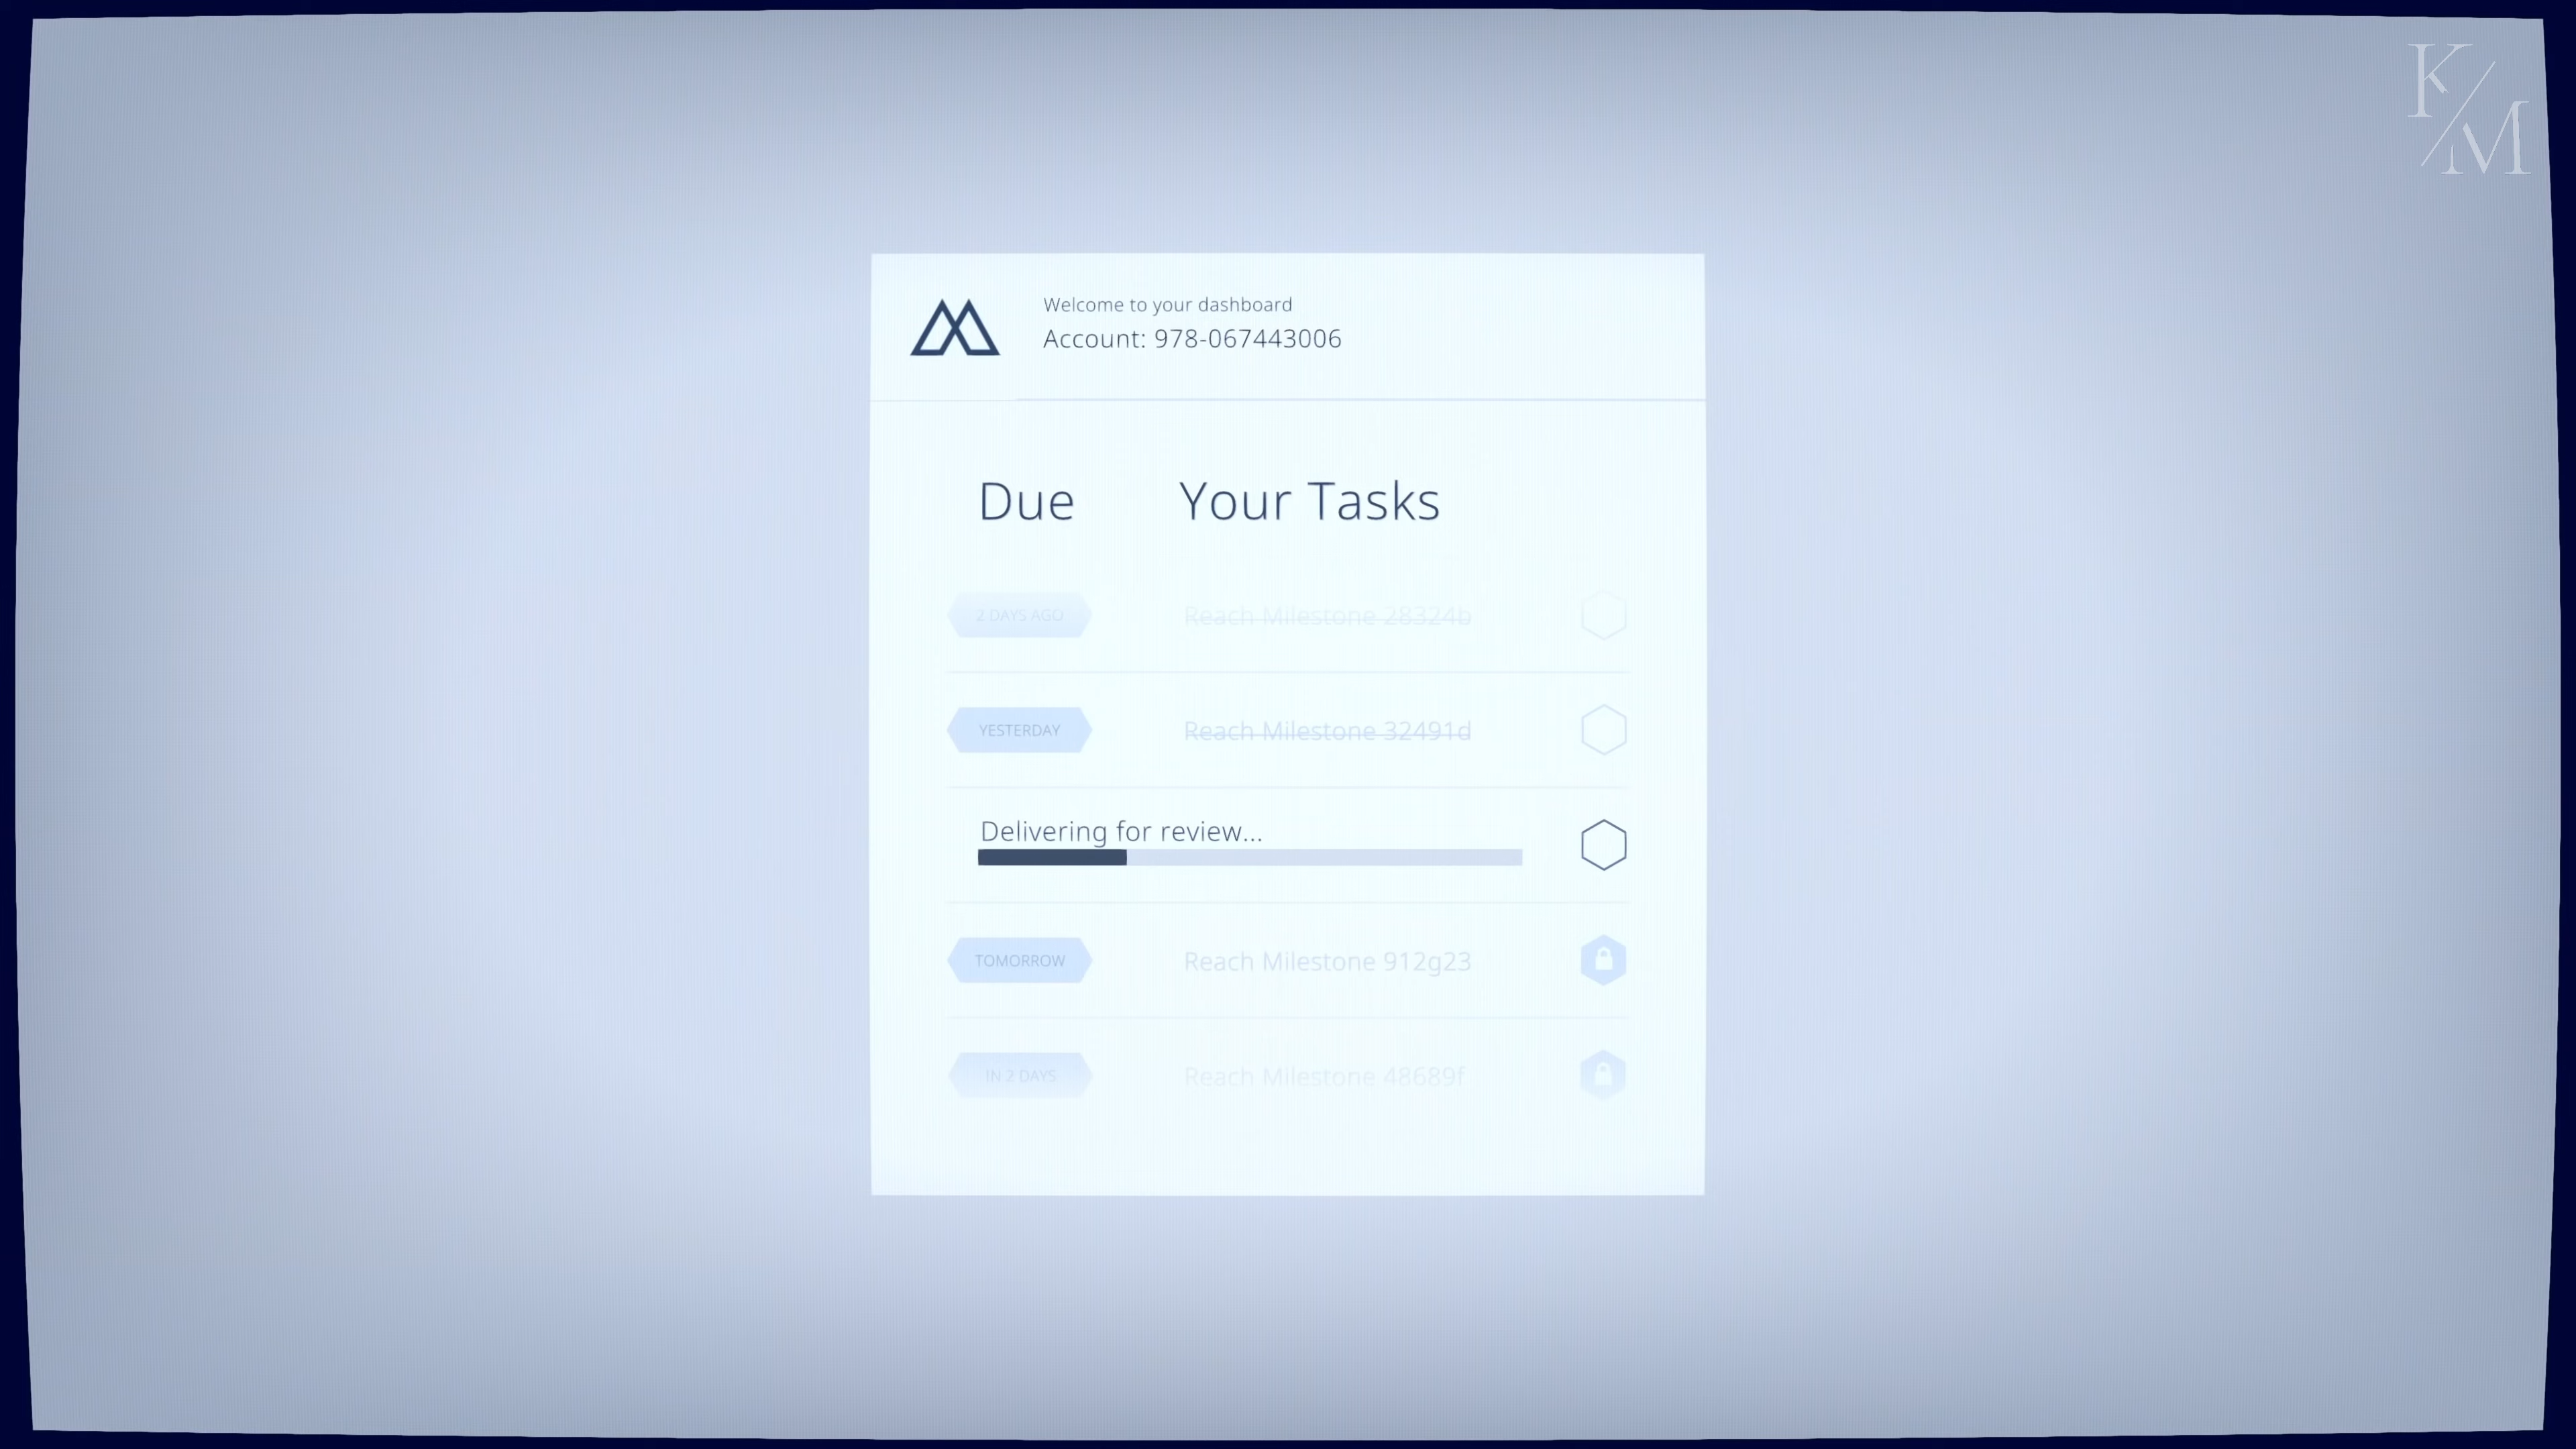 K/M
Welcome to your dashboard
Account: 978-067443006
Due Your Tasks
2 DAYS AGO Reach Milestone 28324b
YESTERDAY Reach Milestone 32491d
Delivering for review...
TOMORROW Reach Milestone 912g23
IN 2 DAYS Reach Milestone 48689f